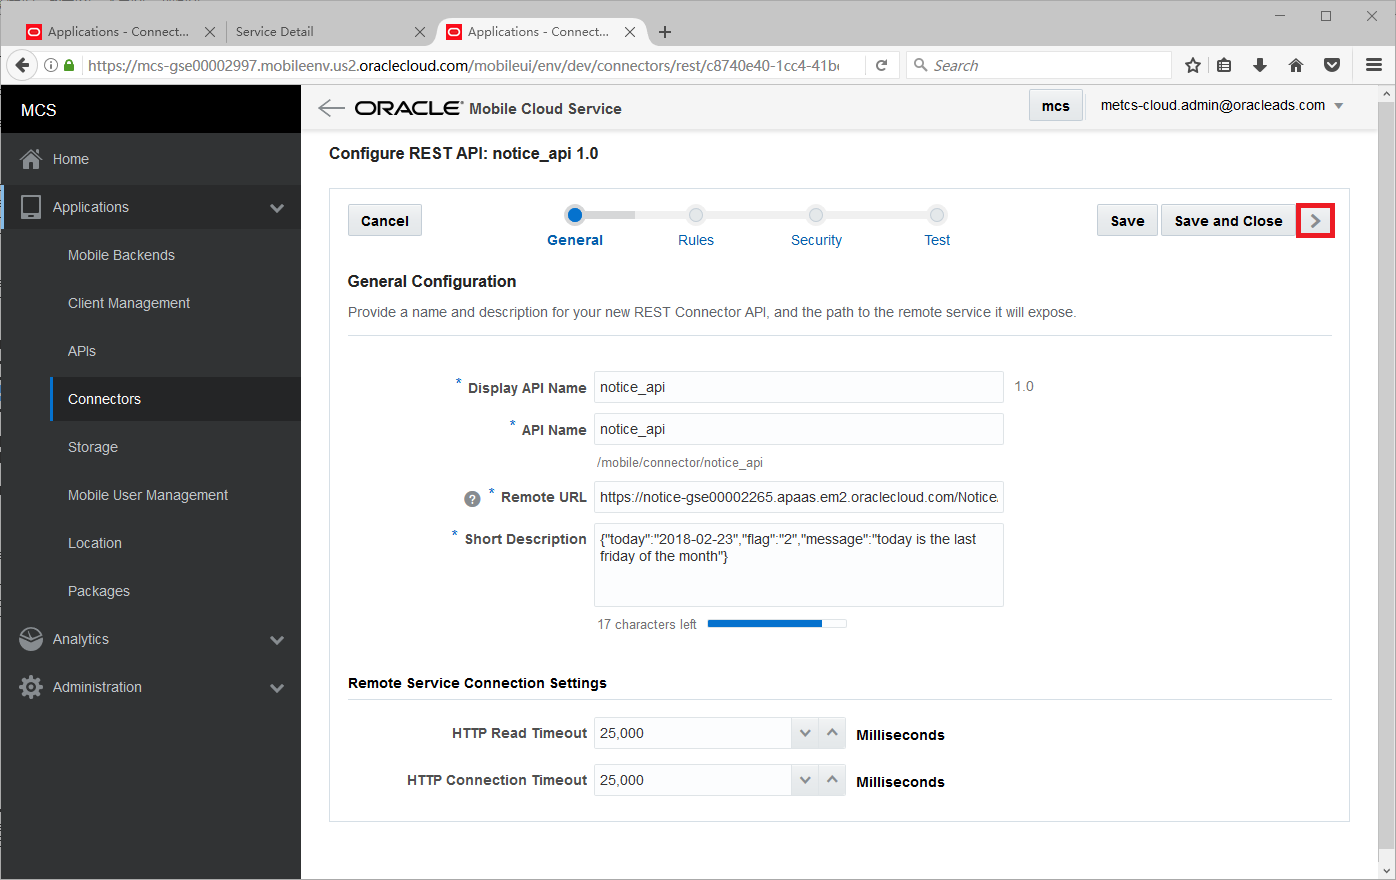 Applications - Connect...
Service Detail
Applications - Connect...
https://mcs-gse00002997.mobileenv.us2.oraclecloud.com/mobileui/env/dev/connectors/rest/c8740e40-1cc4-41b
Search
MCS
ORACLE Mobile Cloud Service
mcs
metcs-cloud.admin@oracleads.com
Home
Applications
Mobile Backends
Client Management
APIs
Connectors
Storage
Mobile User Management
Location
Packages
Analytics
Administration
Configure REST API: notice_api 1.0
Cancel
General
Rules
Security
Test
Save
Save and Close
General Configuration
Provide a name and description for your new REST Connector API, and the path to the remote service it will expose.
* Display API Name
notice_api
1.0
* API Name
notice_api
/mobile/connector/notice_api
? * Remote URL
https://notice-gse00002265.apaas.em2.oraclecloud.com/Notice
* Short Description
{"today":"2018-02-23","flag":"2","message":"today is the last
friday of the month"}
17 characters left
Remote Service Connection Settings
HTTP Read Timeout
25,000
Milliseconds
HTTP Connection Timeout
25,000
Milliseconds